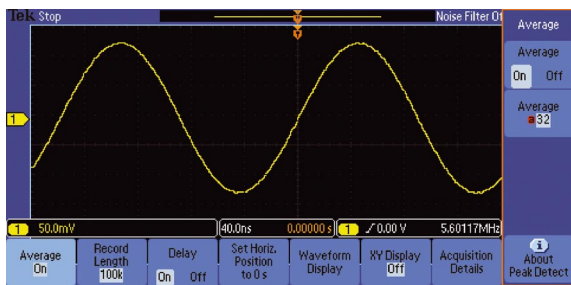 Tek Stop
Noise Filter Of
Average
Average
On Off
Average
a 32
1
1 50.0mV
40.0ns 0.00000 s
1 0.00 V 5.60117MHz
Average
On
Record
Length
100k
Delay
On Off
Set Horiz.
Position
to 0 s
Waveform
Display
XY Display
Off
Acquisition
Details
i
About
Peak Detect